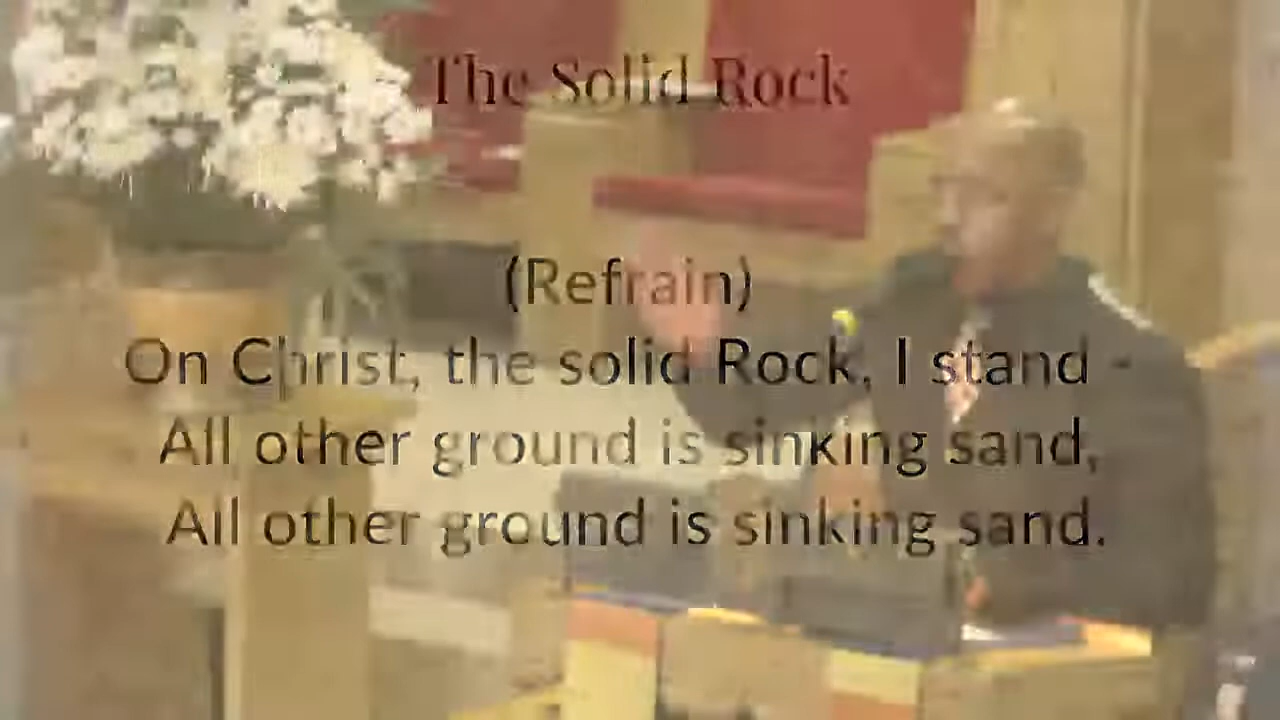 The Solid Rock
(Refrain)
On Christ, the solid Rock, I stand -
All other ground is sinking sand,
All other ground is sinking sand.